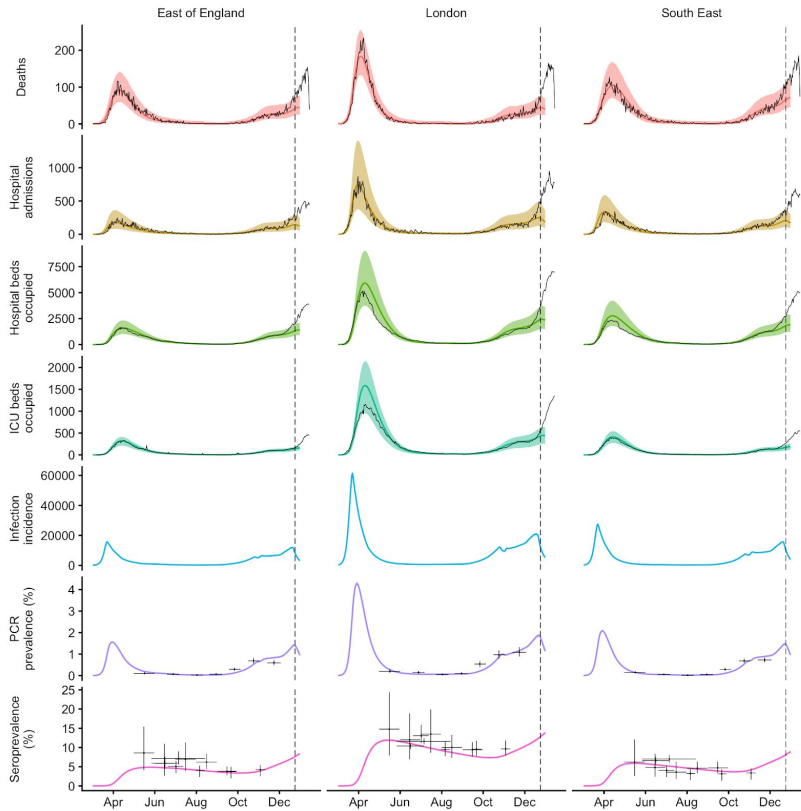 East of England London South East
Deaths
200
100
0
Hospital
admissions
1000
500
0
Hospital beds
occupied
7500
5000
2500
0
ICU beds
occupied
2000
1500
1000
500
0
Infection
incidence
60000
40000
20000
0
PCR
prevalence (%)
4
3
2
1
0
Seroprevalence
(%)
25
20
15
10
5
0
Apr Jun Aug Oct Dec Apr Jun Aug Oct Dec Apr Jun Aug Oct Dec